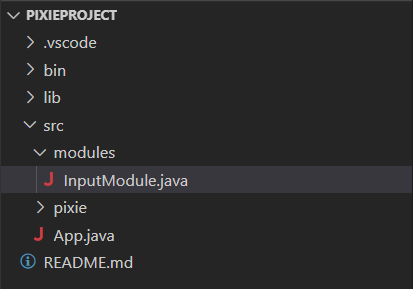 PIXIEPROJECT
.vscode
bin
lib
src
modules
InputModule.java
pixie
App.java
README.md